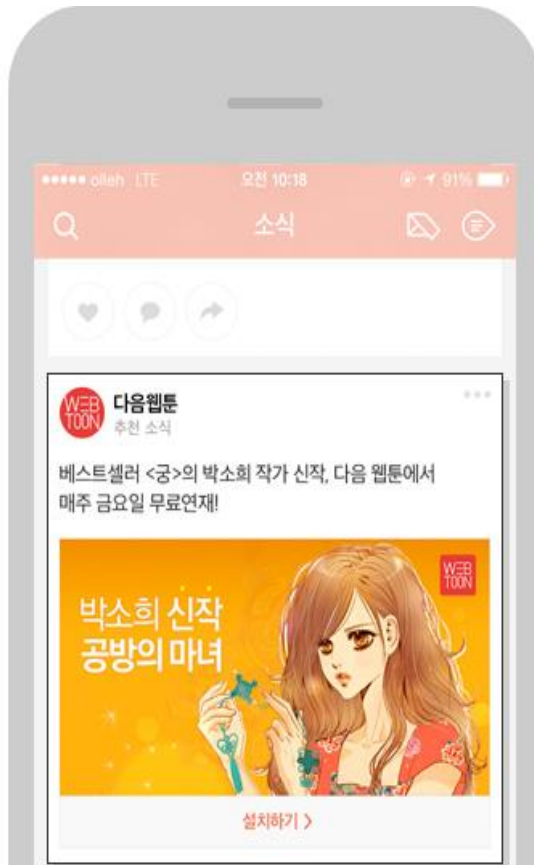 olleh LTE 오전 10:18 91%
소식
WEB
TOON
다음웹툰
추천 소식
베스트셀러 <궁>의 박소희 작가 신작, 다음 웹툰에서
매주 금요일 무료연재!
WEB
TOON
박소희 신작
공방의 마녀
설치하기 >